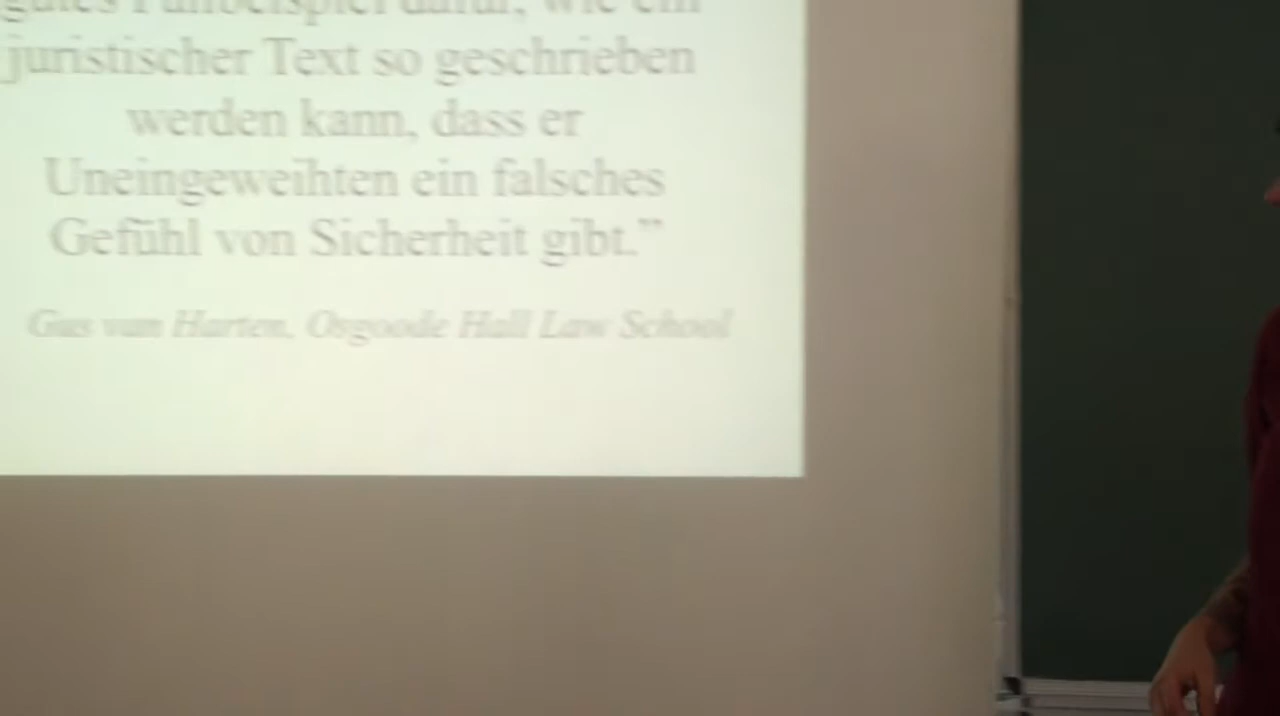 juristischer Text so geschrieben
werden kann, dass er
Uneingeweihten ein falsches
Gefühl von Sicherheit gibt.”
Gus van Harten, Osgoode Hall Law School